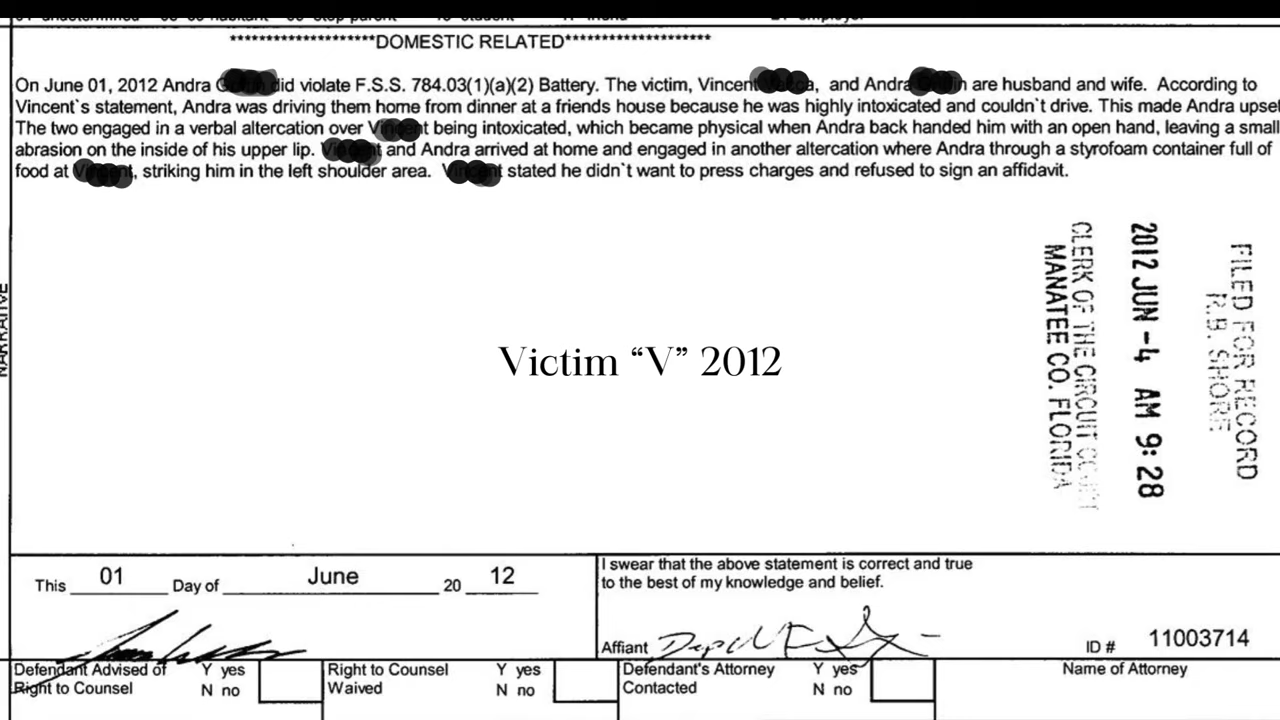 *******************DOMESTIC RELATED*******************
On June 01, 2012 Andra did violate F.S.S. 784.03(1)(a)(2) Battery. The victim, Vincent , and Andra are husband and wife. According to
Vincent`s statement, Andra was driving them home from dinner at a friends house because he was highly intoxicated and couldn`t drive. This made Andra upset
The two engaged in a verbal altercation over being intoxicated, which became physical when Andra back handed him with an open hand, leaving a small
abrasion on the inside of his upper lip. and Andra arrived at home and engaged in another altercation where Andra through a styrofoam container full of
food at , striking him in the left shoulder area. stated he didn`t want to press charges and refused to sign an affidavit.
NARRATIVE
Victim “V” 2012
FILED FOR RECORD
R.B. SHORE
2012 JUN -4 AM 9:28
CLERK OF THE CIRCUIT COURT
MANATEE CO. FLORIDA
This 01 Day of June 20 12
I swear that the above statement is correct and true
to the best of my knowledge and belief.
Affiant
ID # 11003714
Defendant Advised of Right to Counsel Y yes N no
Right to Counsel Waived Y yes N no
Defendant's Attorney Contacted Y yes N no
Name of Attorney